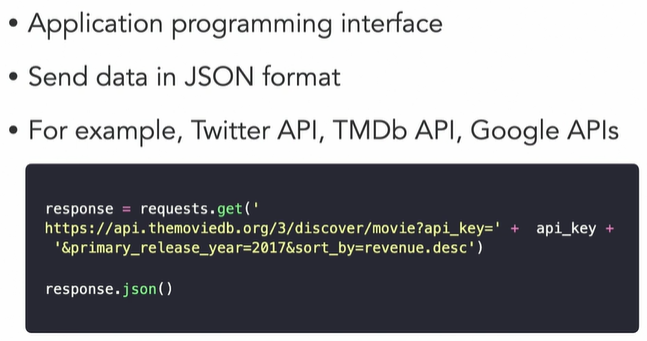 • Application programming interface
• Send data in JSON format
• For example, Twitter API, TMDb API, Google APIs
response = requests.get('
https://api.themoviedb.org/3/discover/movie?api_key=' +  api_key +
'&primary_release_year=2017&sort_by=revenue.desc')
response.json()